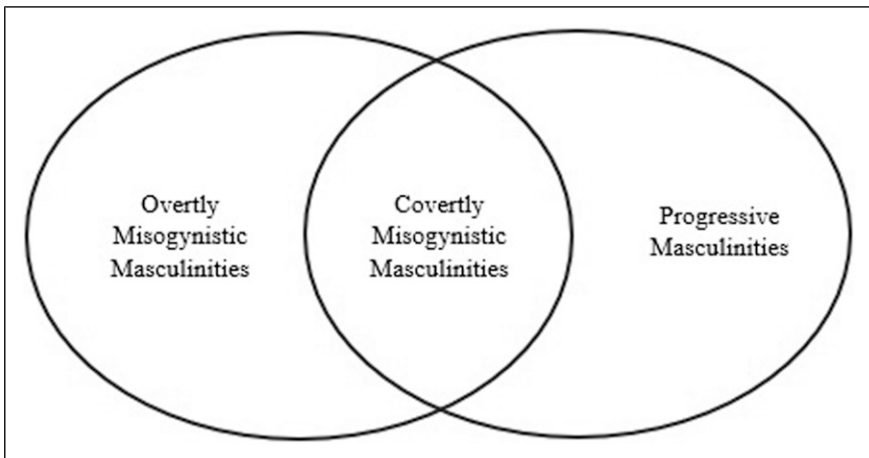 Overtly
Misogynistic
Masculinities
Covertly
Misogynistic
Masculinities
Progressive
Masculinities